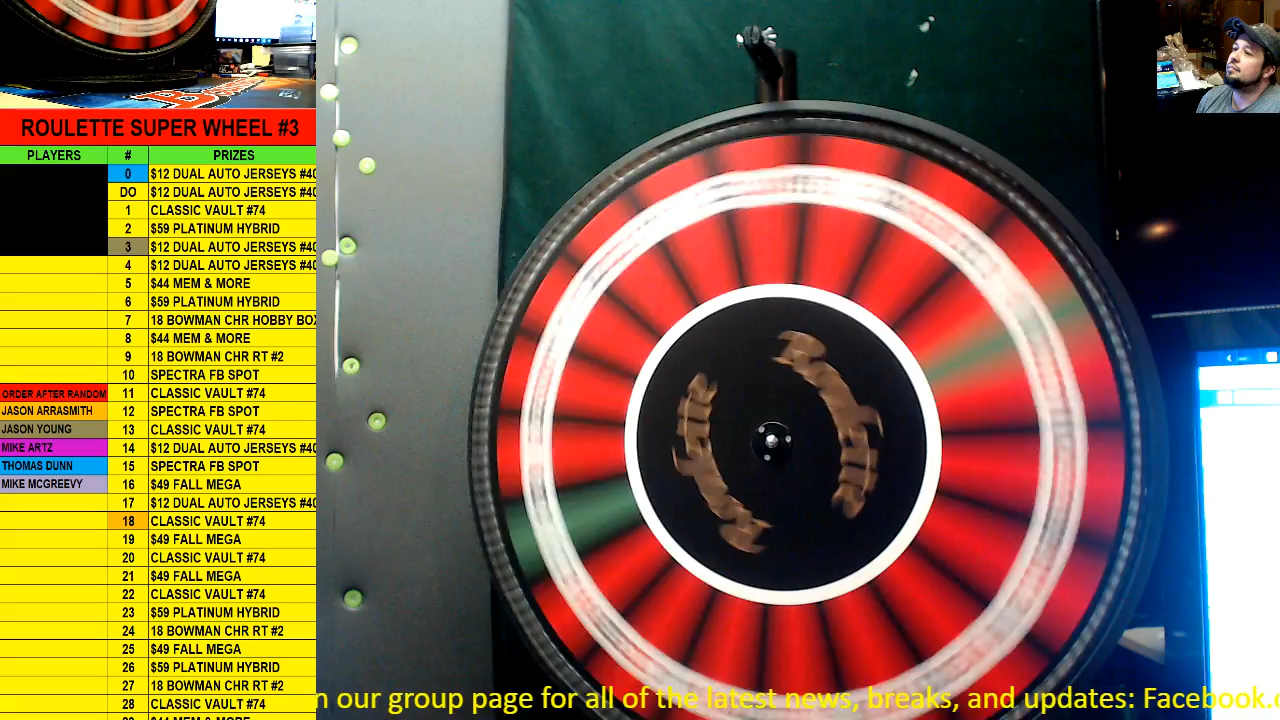 ROULETTE SUPER WHEEL #3
PLAYERS # PRIZES
0 $12 DUAL AUTO JERSEYS #40
DO $12 DUAL AUTO JERSEYS #40
1 CLASSIC VAULT #74
2 $59 PLATINUM HYBRID
3 $12 DUAL AUTO JERSEYS #40
4 $12 DUAL AUTO JERSEYS #40
5 $44 MEM & MORE
6 $59 PLATINUM HYBRID
7 18 BOWMAN CHR HOBBY BOX
8 $44 MEM & MORE
9 18 BOWMAN CHR RT #2
10 SPECTRA FB SPOT
ORDER AFTER RANDOM 11 CLASSIC VAULT #74
JASON ARRASMITH 12 SPECTRA FB SPOT
JASON YOUNG 13 CLASSIC VAULT #74
MIKE ARTZ 14 $12 DUAL AUTO JERSEYS #40
THOMAS DUNN 15 SPECTRA FB SPOT
MIKE MCGREEVY 16 $49 FALL MEGA
17 $12 DUAL AUTO JERSEYS #40
18 CLASSIC VAULT #74
19 $49 FALL MEGA
20 CLASSIC VAULT #74
21 $49 FALL MEGA
22 CLASSIC VAULT #74
23 $59 PLATINUM HYBRID
24 18 BOWMAN CHR RT #2
25 $49 FALL MEGA
26 $59 PLATINUM HYBRID
27 18 BOWMAN CHR RT #2
28 CLASSIC VAULT #74
$44 MEM & MORE
n our group page for all of the latest news, breaks, and updates: Facebook.c